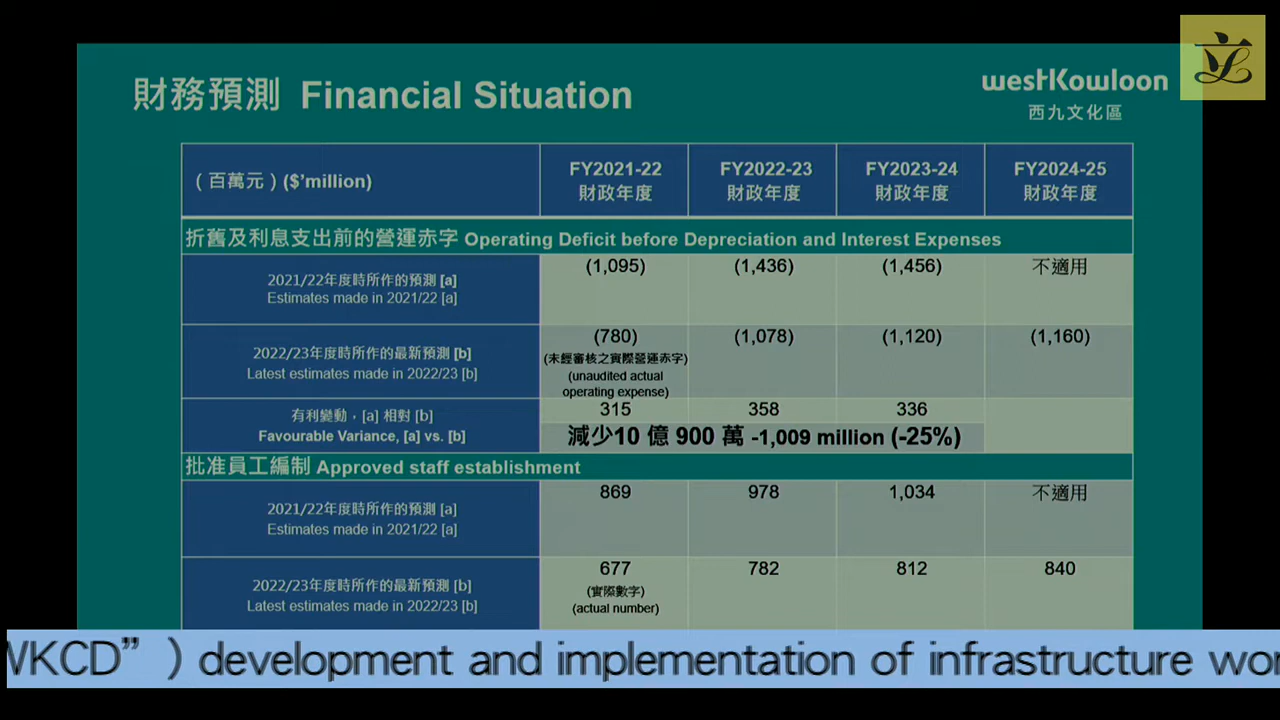 財務預測 Financial Situation
westKowloon
西九文化區
（百萬元）($'million)
FY2021-22
財政年度
FY2022-23
財政年度
FY2023-24
財政年度
FY2024-25
財政年度
折舊及利息支出前的營運赤字 Operating Deficit before Depreciation and Interest Expenses
2021/22年度時所作的預測 [a]
Estimates made in 2021/22 [a]
(1,095)
(1,436)
(1,456)
不適用
2022/23年度時所作的最新預測 [b]
Latest estimates made in 2022/23 [b]
(780)
(未經審核之實際營運赤字)
(unaudited actual
operating expense)
(1,078)
(1,120)
(1,160)
有利變動，[a] 相對 [b]
Favourable Variance, [a] vs. [b]
315
358
336
減少10 億 900 萬 -1,009 million (-25%)
批准員工編制 Approved staff establishment
2021/22年度時所作的預測 [a]
Estimates made in 2021/22 [a]
869
978
1,034
不適用
2022/23年度時所作的最新預測 [b]
Latest estimates made in 2022/23 [b]
677
(實際數字)
(actual number)
782
812
840
WKCD”) development and implementation of infrastructure wor